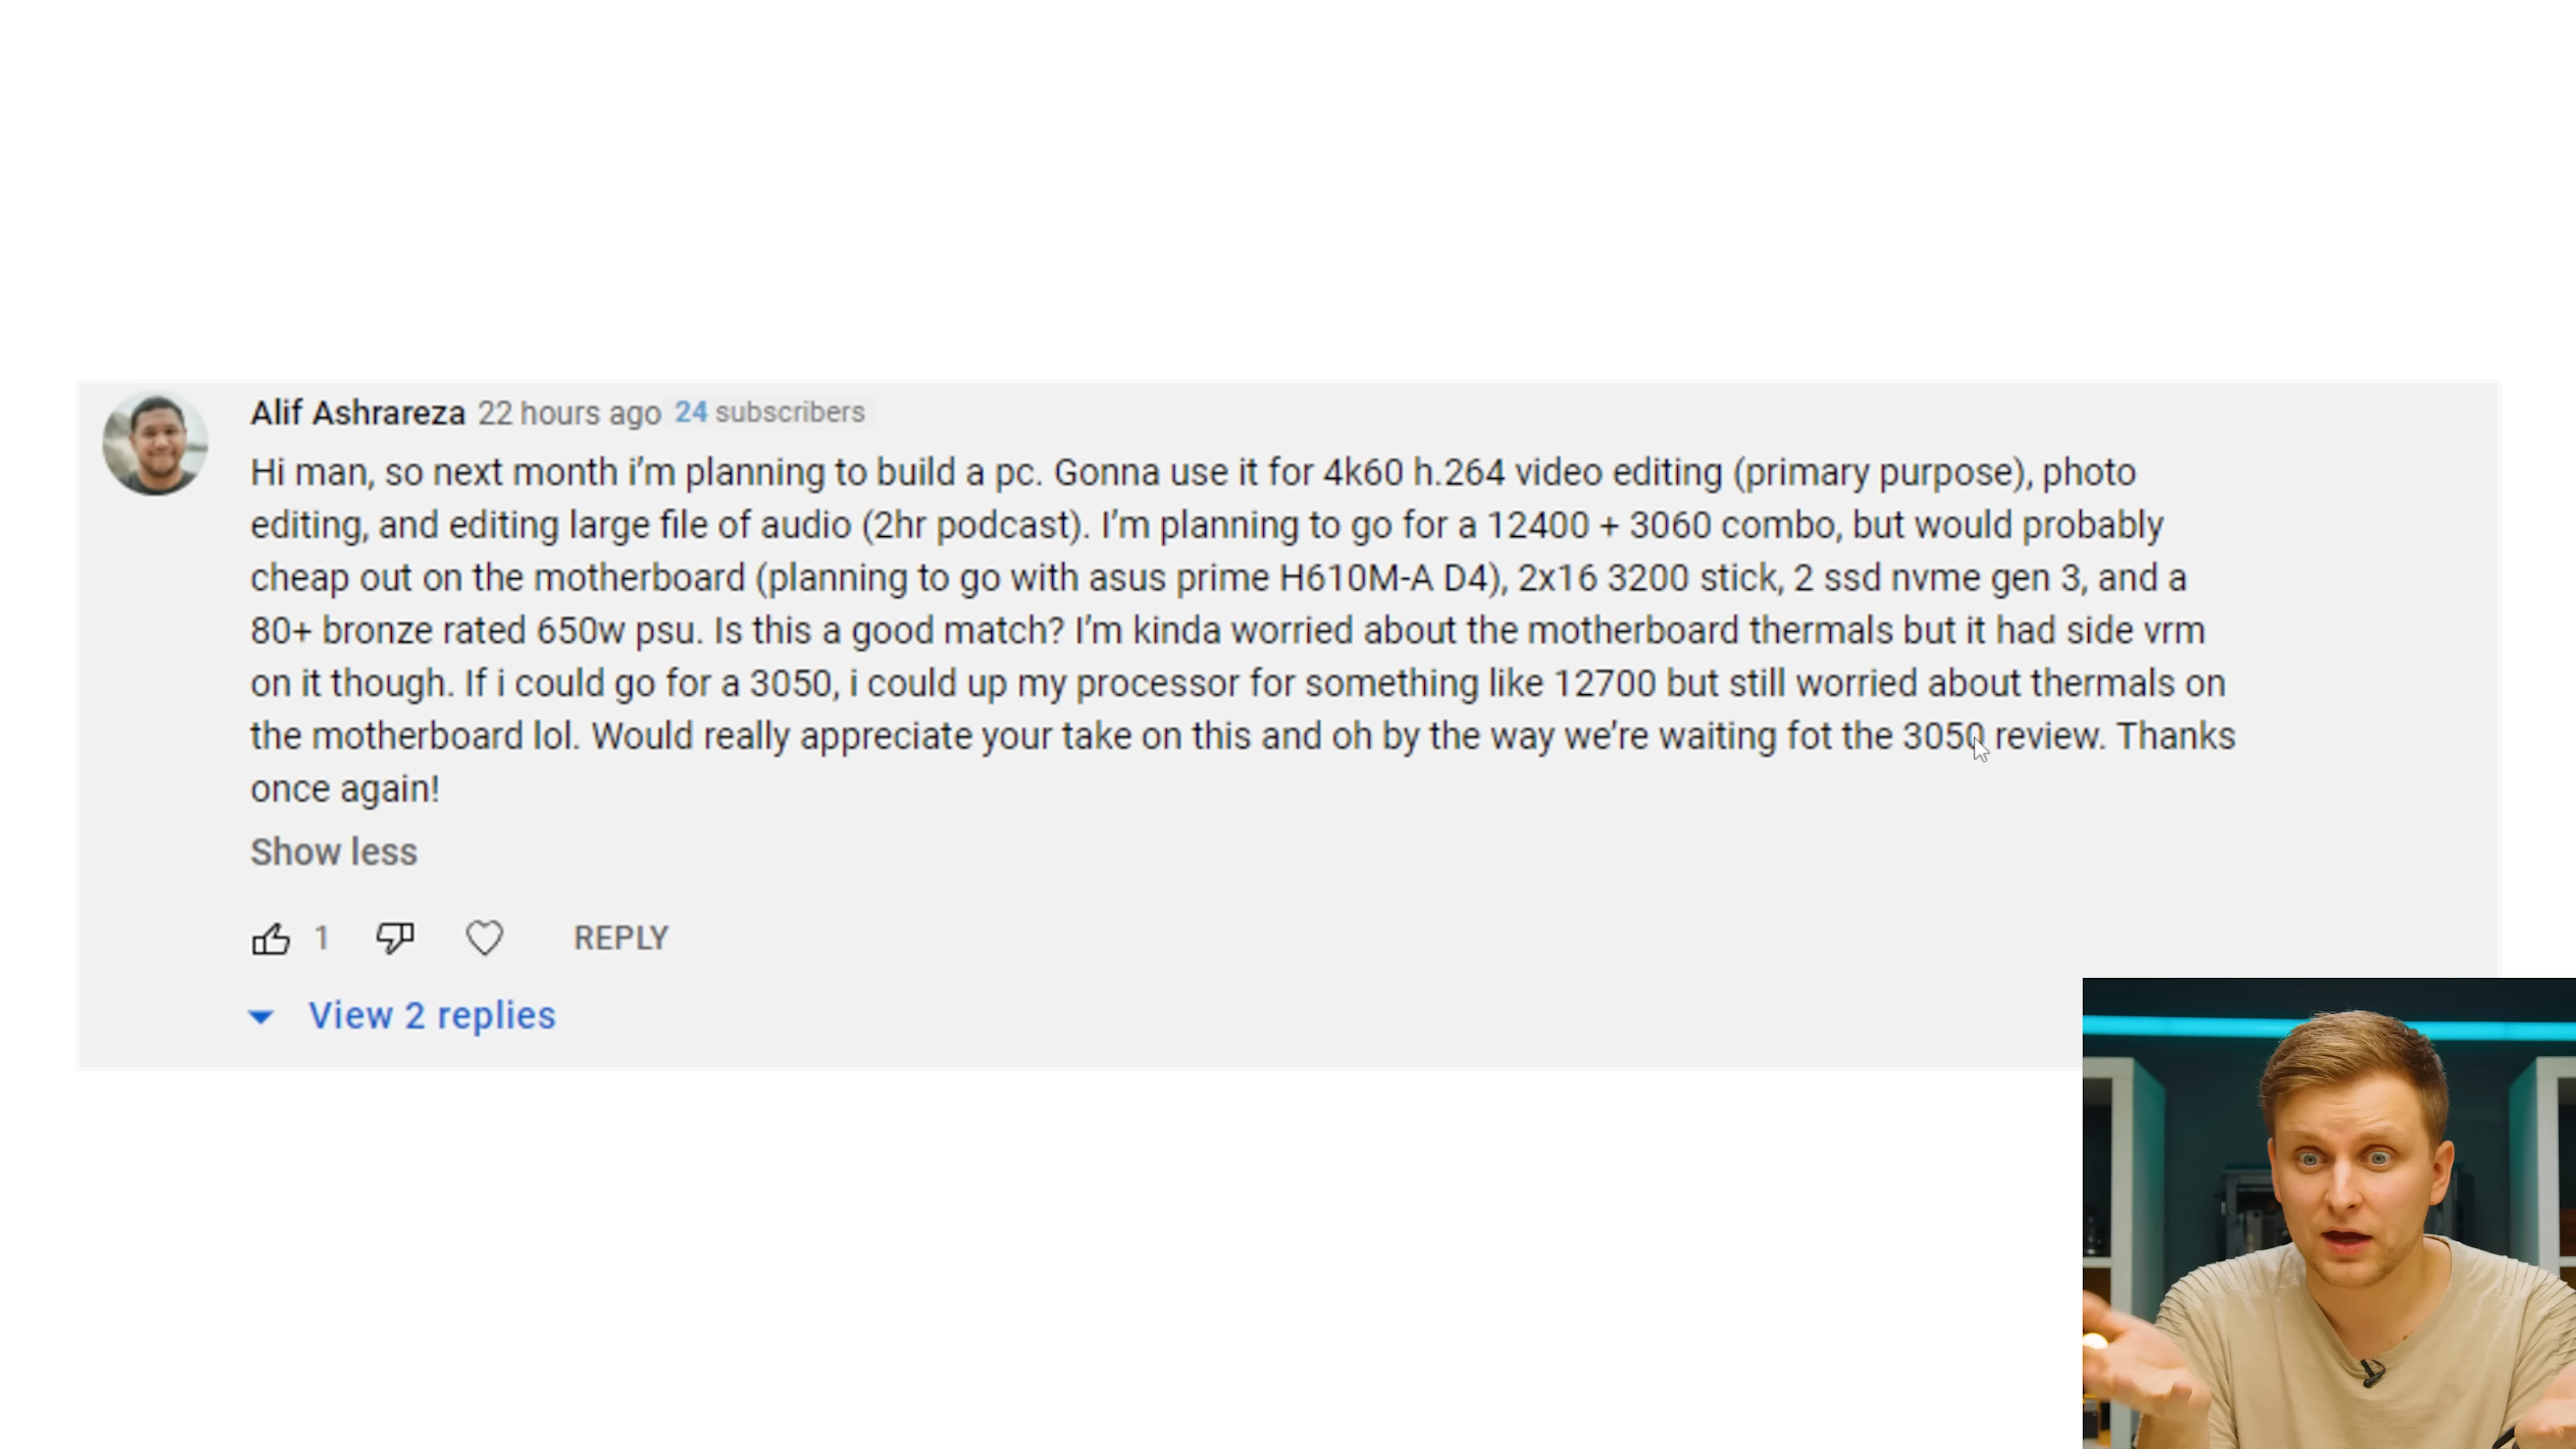 Alif Ashrareza 22 hours ago 24 subscribers
Hi man, so next month i’m planning to build a pc. Gonna use it for 4k60 h.264 video editing (primary purpose), photo
editing, and editing large file of audio (2hr podcast). I’m planning to go for a 12400 + 3060 combo, but would probably
cheap out on the motherboard (planning to go with asus prime H610M-A D4), 2x16 3200 stick, 2 ssd nvme gen 3, and a
80+ bronze rated 650w psu. Is this a good match? I’m kinda worried about the motherboard thermals but it had side vrm
on it though. If i could go for a 3050, i could up my processor for something like 12700 but still worried about thermals on
the motherboard lol. Would really appreciate your take on this and oh by the way we’re waiting fot the 3050 review. Thanks
once again!
Show less
1 REPLY
View 2 replies